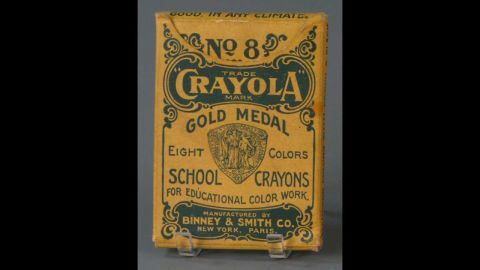 GOOD IN ANY CLIMATE.
No 8
TRADE
"CRAYOLA"
MARK
GOLD MEDAL
EIGHT COLORS
SCHOOL CRAYONS
FOR EDUCATIONAL COLOR WORK.
MANUFACTURED BY
BINNEY & SMITH CO.
NEW YORK, PARIS.